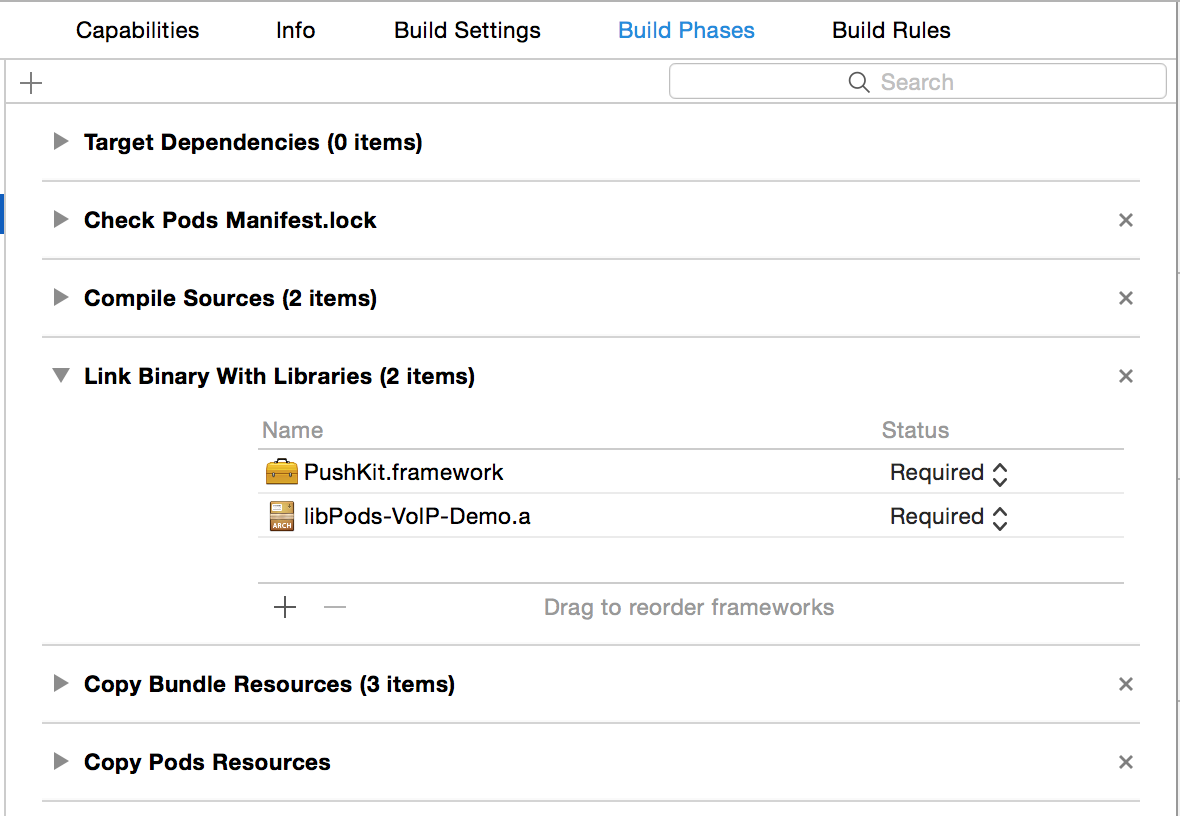 Capabilities Info Build Settings Build Phases Build Rules
Search
Target Dependencies (0 items)
Check Pods Manifest.lock
Compile Sources (2 items)
Link Binary With Libraries (2 items)
Name Status
PushKit.framework Required
ARCH libPods-VoIP-Demo.a Required
Drag to reorder frameworks
Copy Bundle Resources (3 items)
Copy Pods Resources